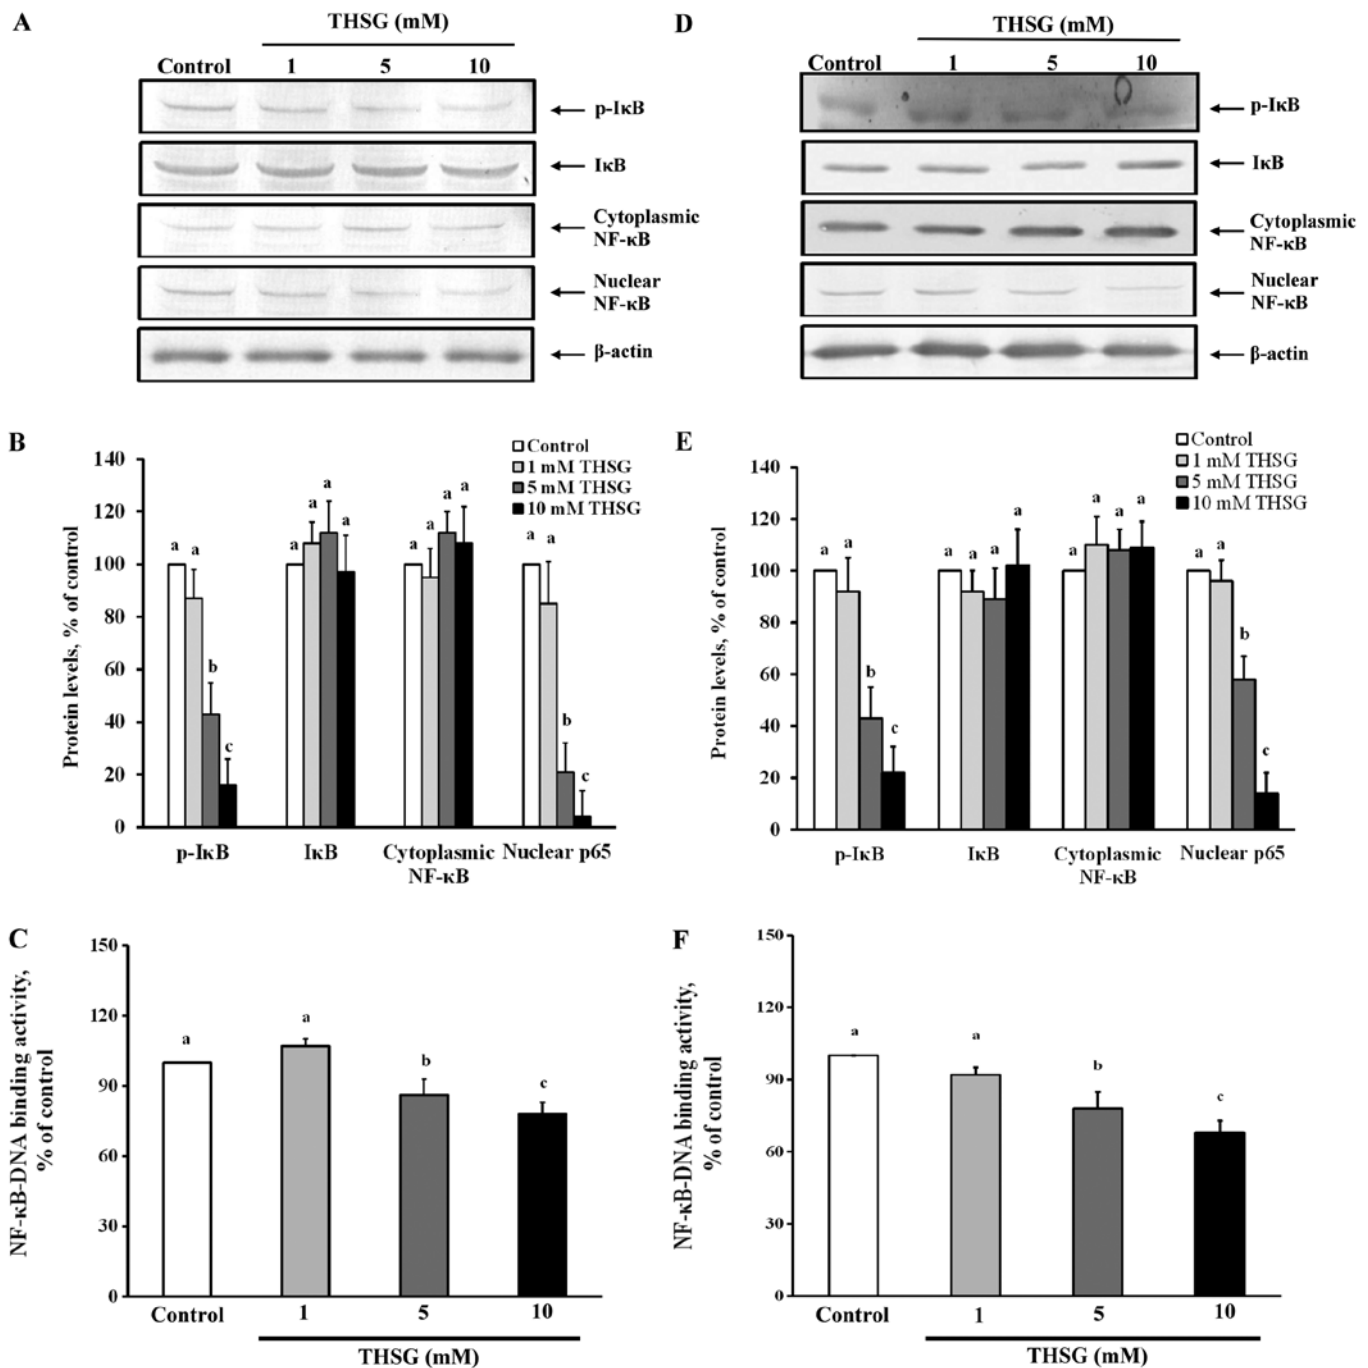 A
THSG (mM)
Control 1 5 10
p-IκB
IκB
Cytoplasmic
NF-κB
Nuclear
NF-κB
β-actin
D
THSG (mM)
Control 1 5 10
p-IκB
IκB
Cytoplasmic
NF-κB
Nuclear
NF-κB
β-actin
B
Protein levels, % of control
140
120
100
80
60
40
20
0
Control
1 mM THSG
5 mM THSG
10 mM THSG
a a b c
a a a a
a a a a
a a b c
p-IκB IκB Cytoplasmic Nuclear p65
NF-κB
E
Protein levels, % of control
140
120
100
80
60
40
20
0
Control
1 mM THSG
5 mM THSG
10 mM THSG
a a b c
a a a a
a a a a
a a b c
p-IκB IκB Cytoplasmic Nuclear p65
NF-κB
C
NF-κB-DNA binding activity,
% of control
150
120
90
60
30
0
a a b c
Control 1 5 10
THSG (mM)
F
NF-κB-DNA binding activity,
% of control
150
120
90
60
30
0
a a b c
Control 1 5 10
THSG (mM)